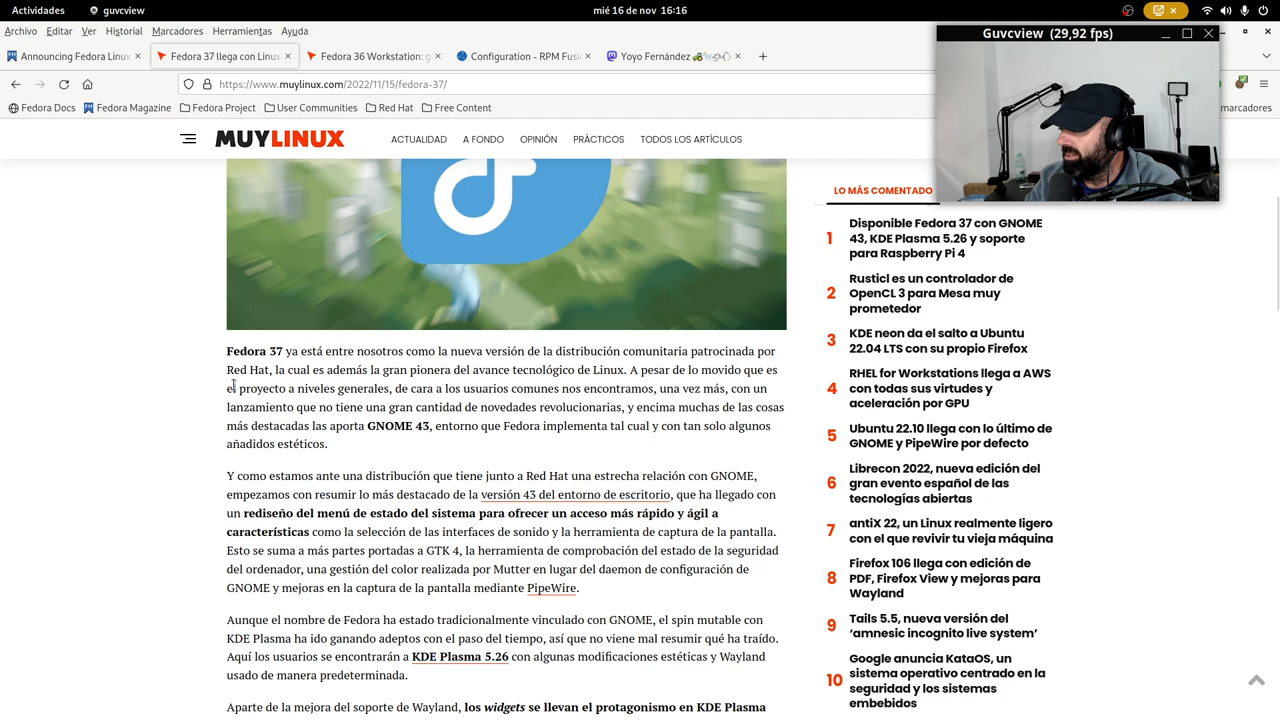 Actividades
guvcview
mié 16 de nov 16:16
Archivo Editar Ver Historial Marcadores Herramientas Ayuda
Guvcview (29,92 fps)
Announcing Fedora Linux
Fedora 37 llega con Linux
Fedora 36 Workstation: g
Configuration - RPM Fusi
Yoyo Fernández
https://www.muylinux.com/2022/11/15/fedora-37/
Fedora Docs Fedora Magazine Fedora Project User Communities Red Hat Free Content
marcadores
MUYLINUX
ACTUALIDAD A FONDO OPINIÓN PRÁCTICOS TODOS LOS ARTÍCULOS
Fedora 37 ya está entre nosotros como la nueva versión de la distribución comunitaria patrocinada por
Red Hat, la cual es además la gran pionera del avance tecnológico de Linux. A pesar de lo movido que es
el proyecto a niveles generales, de cara a los usuarios comunes nos encontramos, una vez más, con un
lanzamiento que no tiene una gran cantidad de novedades revolucionarias, y encima muchas de las cosas
más destacadas las aporta GNOME 43, entorno que Fedora implementa tal cual y con tan solo algunos
añadidos estéticos.
Y como estamos ante una distribución que tiene junto a Red Hat una estrecha relación con GNOME,
empezamos con resumir lo más destacado de la versión 43 del entorno de escritorio, que ha llegado con
un rediseño del menú de estado del sistema para ofrecer un acceso más rápido y ágil a
características como la selección de las interfaces de sonido y la herramienta de captura de la pantalla.
Esto se suma a más partes portadas a GTK 4, la herramienta de comprobación del estado de la seguridad
del ordenador, una gestión del color realizada por Mutter en lugar del daemon de configuración de
GNOME y mejoras en la captura de la pantalla mediante PipeWire.
Aunque el nombre de Fedora ha estado tradicionalmente vinculado con GNOME, el spin mutable con
KDE Plasma ha ido ganando adeptos con el paso del tiempo, así que no viene mal resumir qué ha traído.
Aquí los usuarios se encontrarán a KDE Plasma 5.26 con algunas modificaciones estéticas y Wayland
usado de manera predeterminada.
Aparte de la mejora del soporte de Wayland, los widgets se llevan el protagonismo en KDE Plasma
LO MÁS COMENTADO
1 Disponible Fedora 37 con GNOME
43, KDE Plasma 5.26 y soporte
para Raspberry Pi 4
2 Rusticl es un controlador de
OpenCL 3 para Mesa muy
prometedor
3 KDE neon da el salto a Ubuntu
22.04 LTS con su propio Firefox
4 RHEL for Workstations llega a AWS
con todas sus virtudes y
aceleración por GPU
5 Ubuntu 22.10 llega con lo último de
GNOME y PipeWire por defecto
6 Librecon 2022, nueva edición del
gran evento español de las
tecnologías abiertas
7 antiX 22, un Linux realmente ligero
con el que revivir tu vieja máquina
8 Firefox 106 llega con edición de
PDF, Firefox View y mejoras para
Wayland
9 Tails 5.5, nueva versión del
‘amnesic incognito live system’
10 Google anuncia KataOS, un
sistema operativo centrado en la
seguridad y los sistemas
embebidos